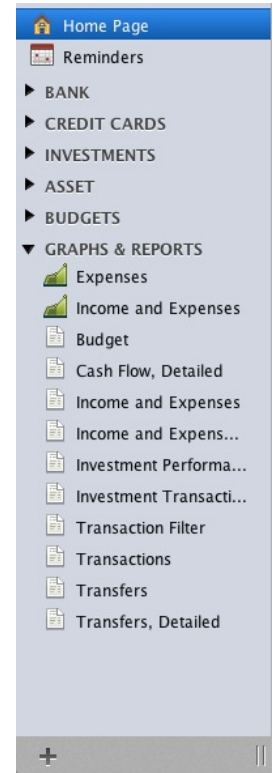 Home Page
Reminders
BANK
CREDIT CARDS
INVESTMENTS
ASSET
BUDGETS
GRAPHS & REPORTS
Expenses
Income and Expenses
Budget
Cash Flow, Detailed
Income and Expenses
Income and Expens...
Investment Performa...
Investment Transacti...
Transaction Filter
Transactions
Transfers
Transfers, Detailed